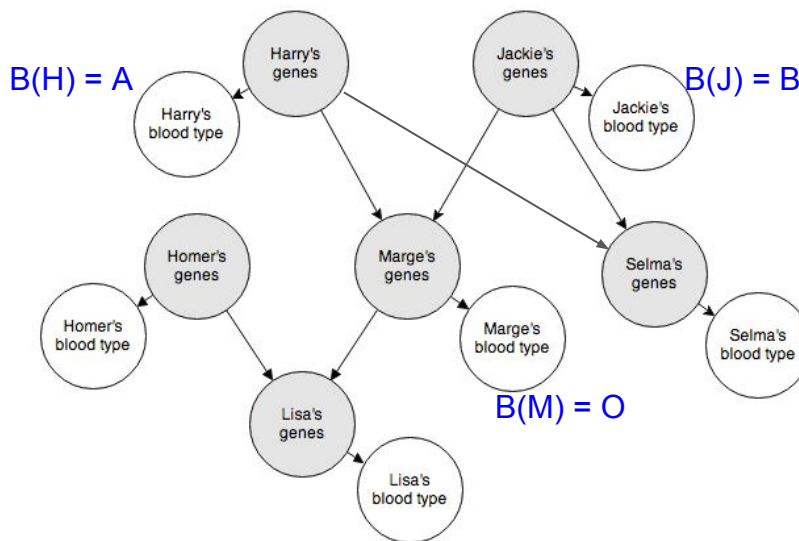 Harry's
genes
Jackie's
genes
B(H) = A
B(J) = B
Harry's
blood type
Jackie's
blood type
Homer's
genes
Marge's
genes
Selma's
genes
Homer's
blood type
Marge's
blood type
Selma's
blood type
B(M) = O
Lisa's
genes
Lisa's
blood type